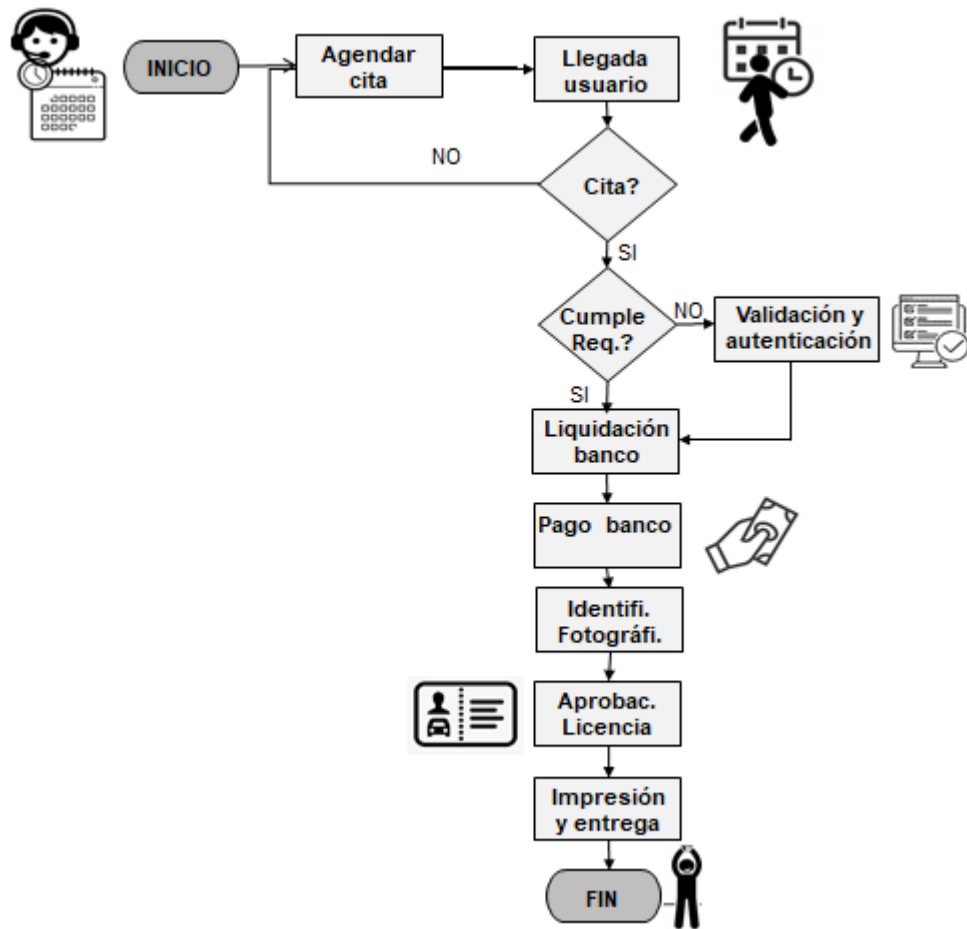 INICIO
Agendar
cita
Llegada
usuario
NO
Cita?
SI
Cumple
Req.?
NO
Validación y
autenticación
SI
Liquidación
banco
Pago banco
Identifi.
Fotográfi.
Aprobac.
Licencia
Impresión
y entrega
FIN